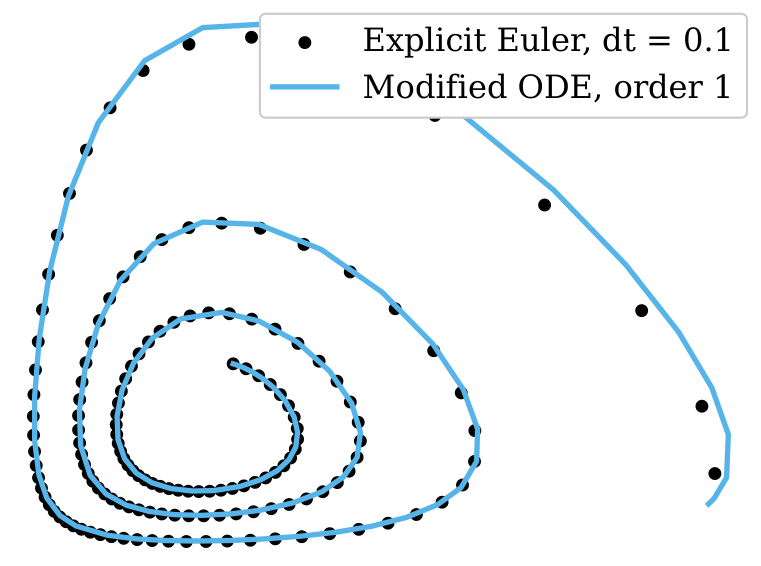 Explicit Euler, dt = 0.1
Modified ODE, order 1